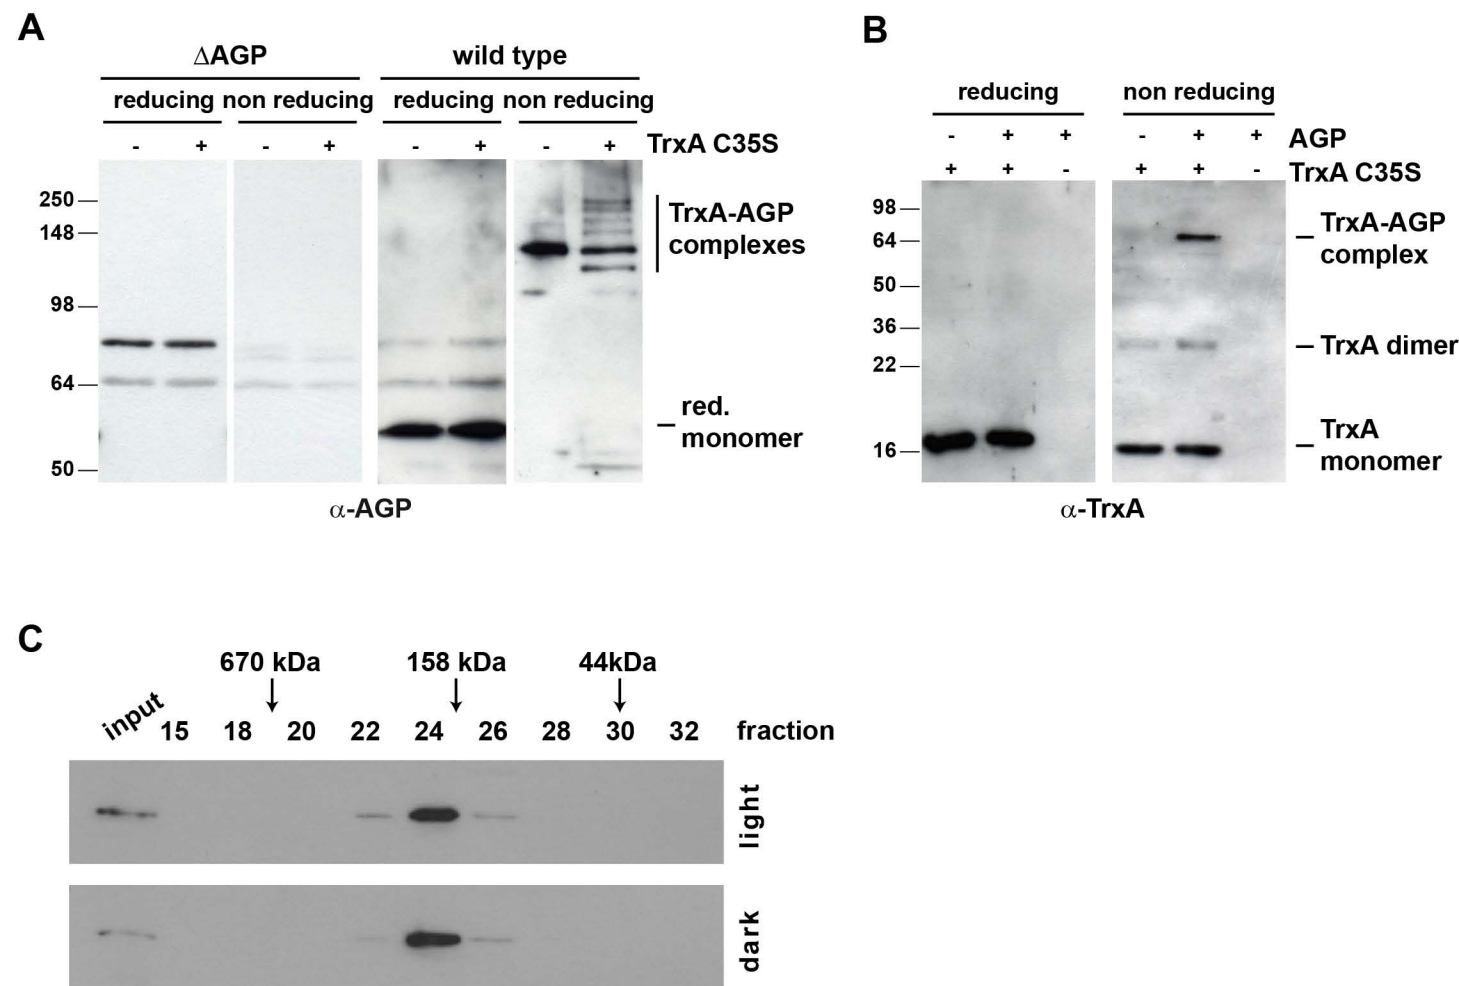 A
ΔAGP wild type
reducing non reducing reducing non reducing
- + - + - + - + TrxA C35S
250
148
98
64
50
TrxA-AGP
complexes
red.
monomer
α-AGP
B
reducing non reducing
- + + - + + AGP
+ + - + + - TrxA C35S
98
64
50
36
22
16
TrxA-AGP
complex
TrxA dimer
TrxA
monomer
α-TrxA
C
670 kDa 158 kDa 44kDa
input 15 18 20 22 24 26 28 30 32 fraction
light
dark